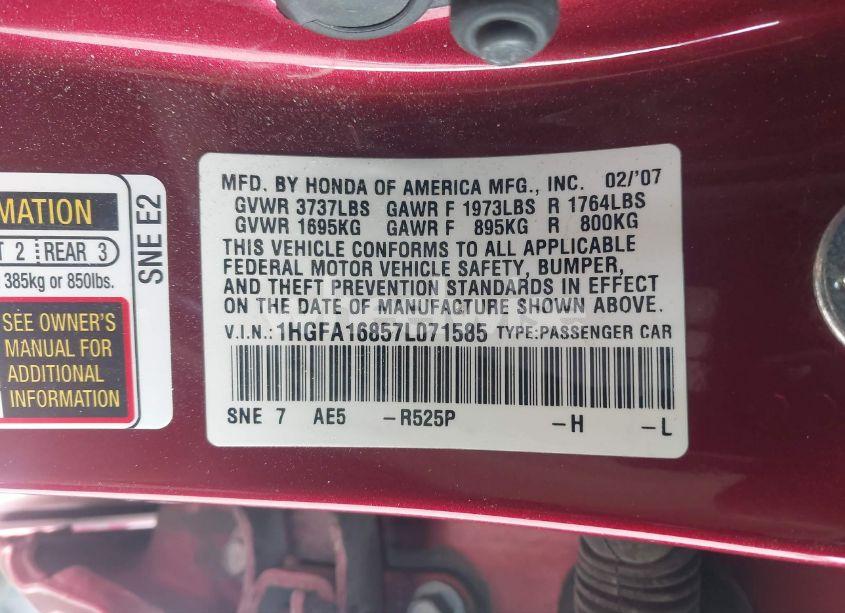 MATION
T 2 REAR 3
385kg or 850lbs.
SEE OWNER'S
MANUAL FOR
ADDITIONAL
INFORMATION
SNE E2
MFD. BY HONDA OF AMERICA MFG., INC. 02/'07
GVWR 3737LBS GAWR F 1973LBS R 1764LBS
GVWR 1695KG GAWR F 895KG R 800KG
THIS VEHICLE CONFORMS TO ALL APPLICABLE
FEDERAL MOTOR VEHICLE SAFETY, BUMPER,
AND THEFT PREVENTION STANDARDS IN EFFECT
ON THE DATE OF MANUFACTURE SHOWN ABOVE.
V.I.N.: 1HGFA16857L071585 TYPE:PASSENGER CAR
SNE 7 AE5 -R525P -H -L